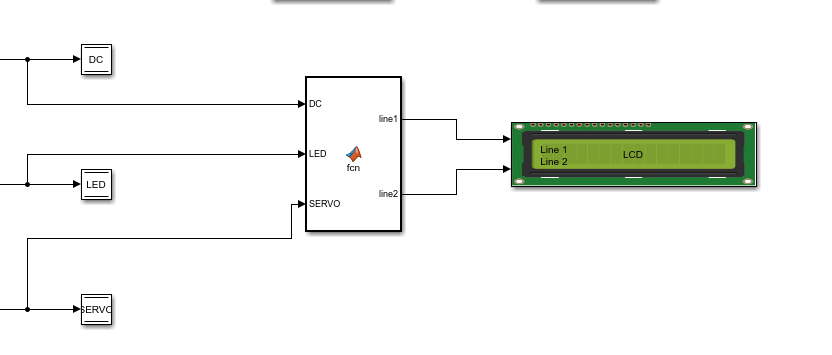 DC
DC
line1
LED
fcn
line2
LED
SERVO
SERVO
Line 1
Line 2
LCD